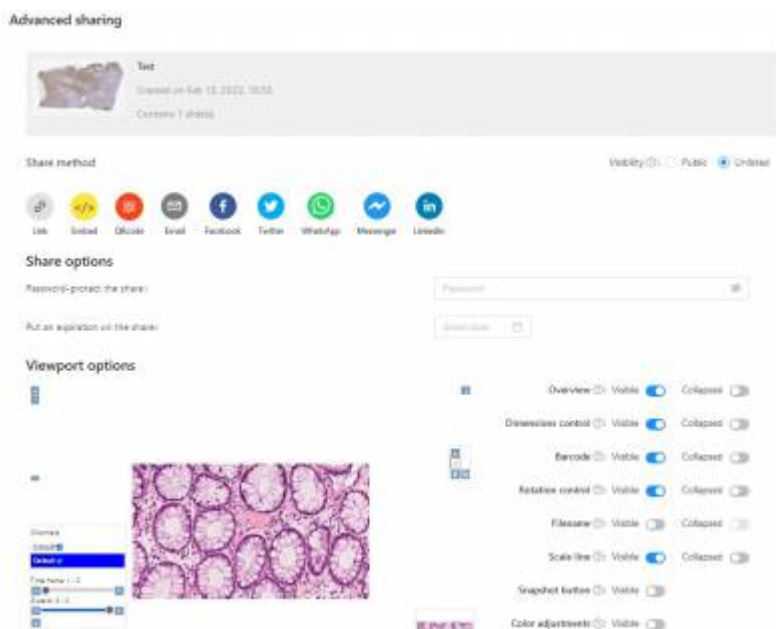 Advanced sharing
Test
Created on Feb 10, 2022,
Contains 1 slide(s)
Share method
Visibility Public Unlisted
Link Embed QRcode Email Facebook Twitter WhatsApp Messenger LinkedIn
Share options
Password-protect the share:
Password
Put an expiration on the share:
Select date
Viewport options
Overview Visible Collapsed
Dimensions control Visible Collapsed
Barcode Visible Collapsed
Rotation control Visible Collapsed
Filename Visible Collapsed
Scale line Visible Collapsed
Snapshot button Visible
Color adjustments Visible